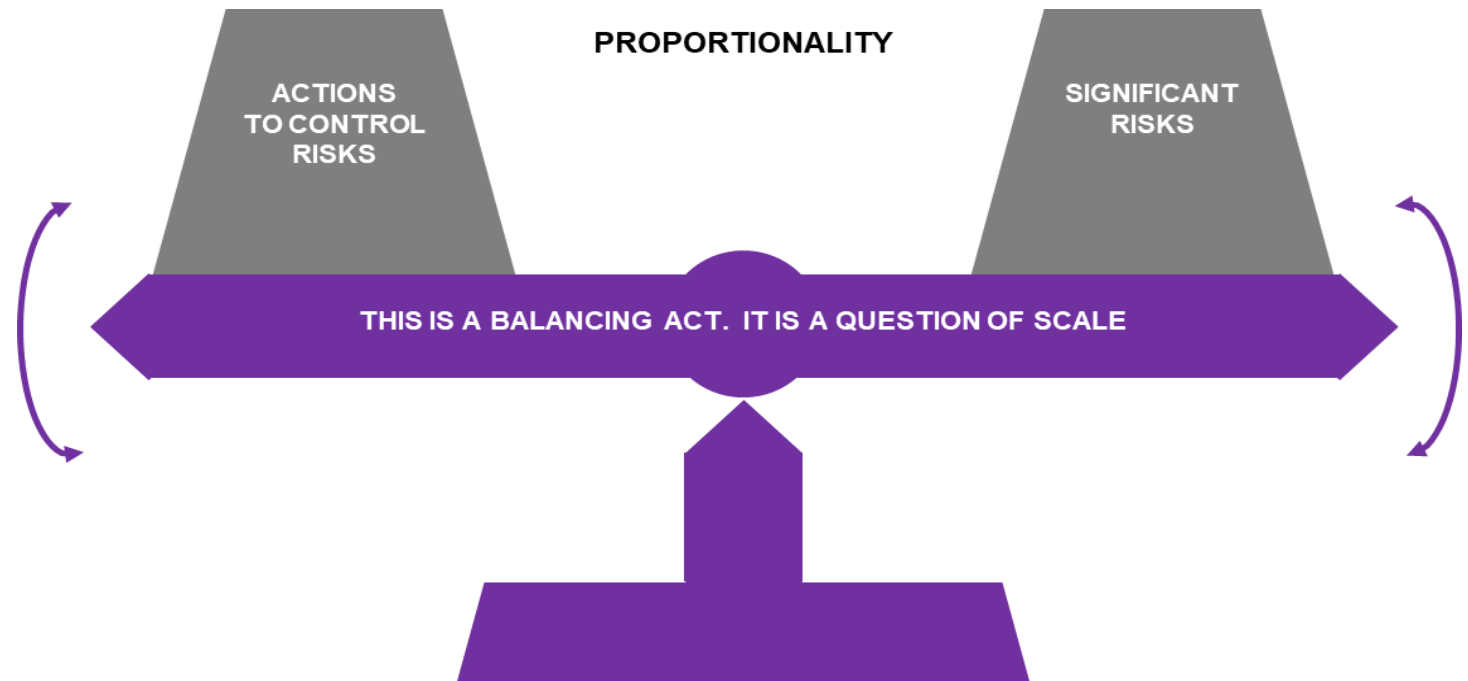 PROPORTIONALITY
ACTIONS
TO CONTROL
RISKS
SIGNIFICANT
RISKS
THIS IS A BALANCING ACT.  IT IS A QUESTION OF SCALE